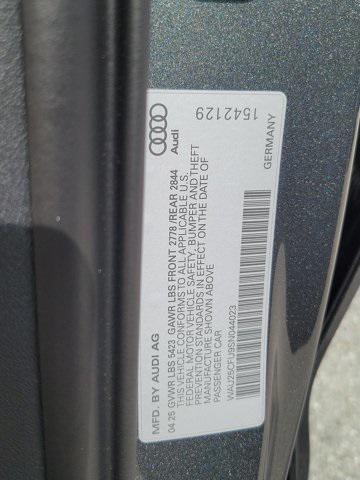 MFD. BY AUDI AG
04.25 GVWR LBS 5423 GAWR LBS FRONT 2778 /REAR 2844
THIS VEHICLE CONFORMS TO ALL APPLICABLE U.S.
FEDERAL MOTOR VEHICLE SAFETY, BUMPER AND THEFT
PREVENTION STANDARDS IN EFFECT ON THE DATE OF
MANUFACTURE SHOWN ABOVE
PASSENGER CAR
WAU25CFU9SN044023
Audi
1542129
GERMANY